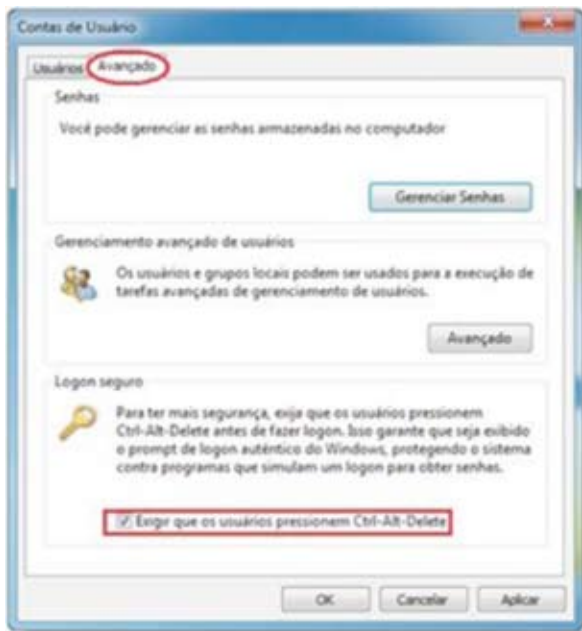 Contas de Usuário
Usuários Avançado
Senhas
Você pode gerenciar as senhas armazenadas no computador
Gerenciar Senhas
Gerenciamento avançado de usuários
Os usuários e grupos locais podem ser usados para a execução de
tarefas avançadas de gerenciamento de usuários.
Avançado
Logon seguro
Para ter mais segurança, exija que os usuários pressionem
Ctrl-Alt-Delete antes de fazer logon. Isso garante que seja exibido
o prompt de logon autêntico do Windows, protegendo o sistema
contra programas que simulam um logon para obter senhas.
Exigir que os usuários pressionem Ctrl-Alt-Delete
OK Cancelar Aplicar